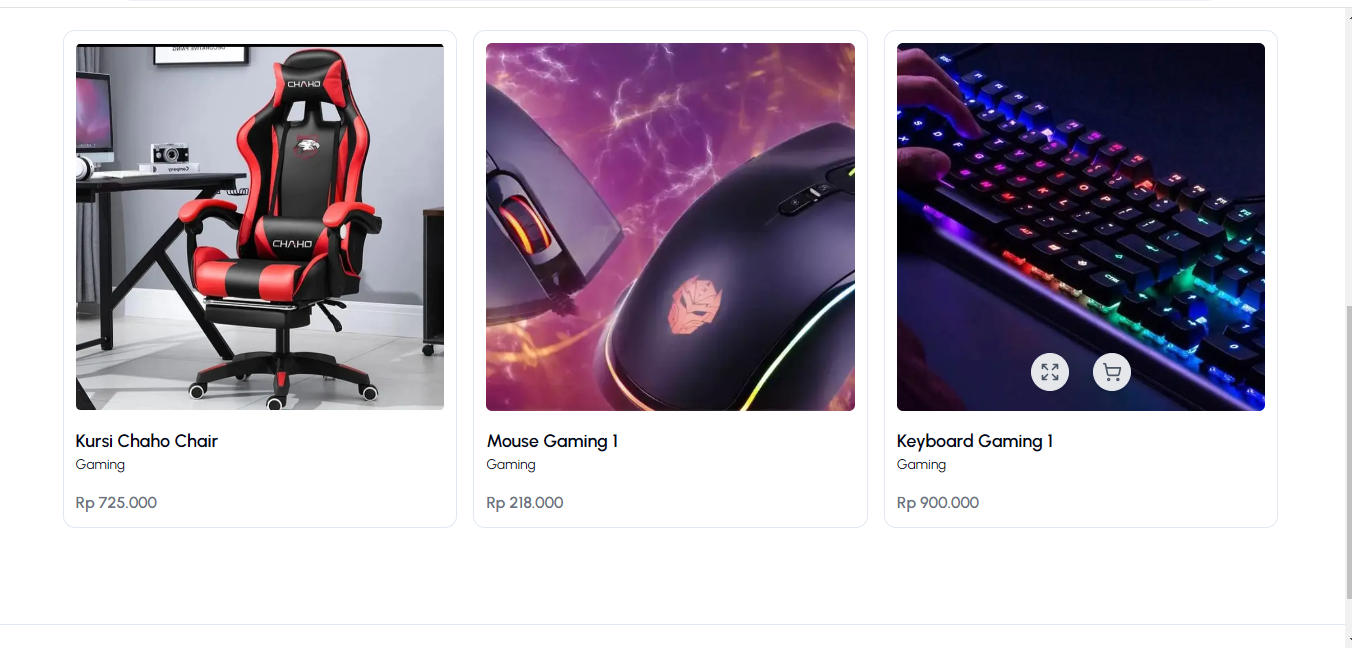 CHAHO
CHAHO
Kursi Chaho Chair
Gaming
Rp 725.000
Mouse Gaming 1
Gaming
Rp 218.000
Keyboard Gaming 1
Gaming
Rp 900.000